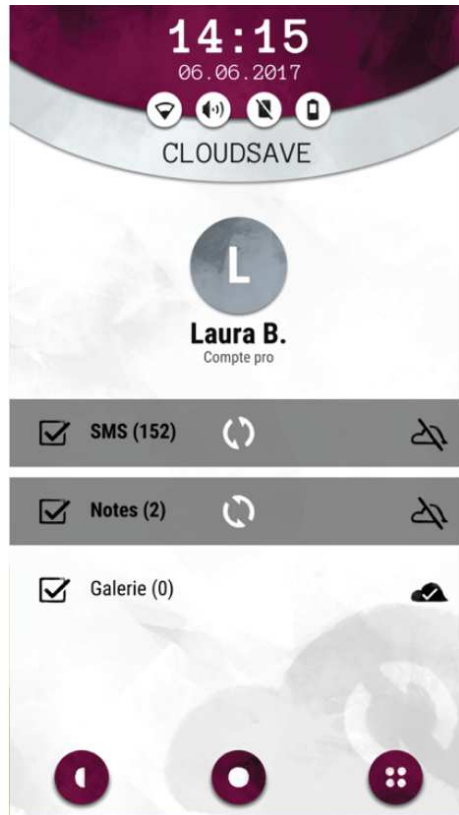 14:15
06.06.2017
CLOUDSAVE
L
Laura B.
Compte pro
SMS (152)
Notes (2)
Galerie (0)